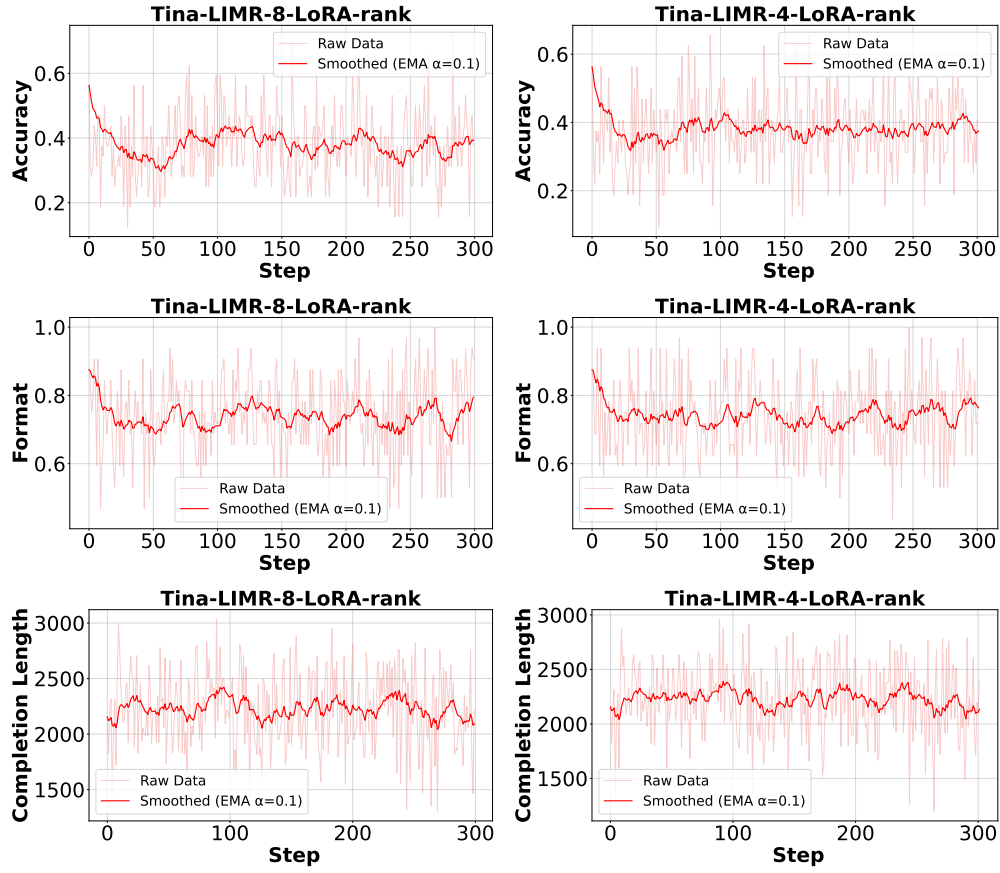 Tina-LIMR-8-LoRA-rank
Accuracy
0.6
0.4
0.2
Raw Data
Smoothed (EMA α=0.1)
0 50 100 150 200 250 300
Step
Tina-LIMR-4-LoRA-rank
Accuracy
0.6
0.4
0.2
Raw Data
Smoothed (EMA α=0.1)
0 50 100 150 200 250 300
Step
Tina-LIMR-8-LoRA-rank
Format
1.0
0.8
0.6
Raw Data
Smoothed (EMA α=0.1)
0 50 100 150 200 250 300
Step
Tina-LIMR-4-LoRA-rank
Format
1.0
0.8
0.6
Raw Data
Smoothed (EMA α=0.1)
0 50 100 150 200 250 300
Step
Tina-LIMR-8-LoRA-rank
Completion Length
3000
2500
2000
1500
Raw Data
Smoothed (EMA α=0.1)
0 100 200 300
Step
Tina-LIMR-4-LoRA-rank
Completion Length
3000
2500
2000
1500
Raw Data
Smoothed (EMA α=0.1)
0 100 200 300
Step